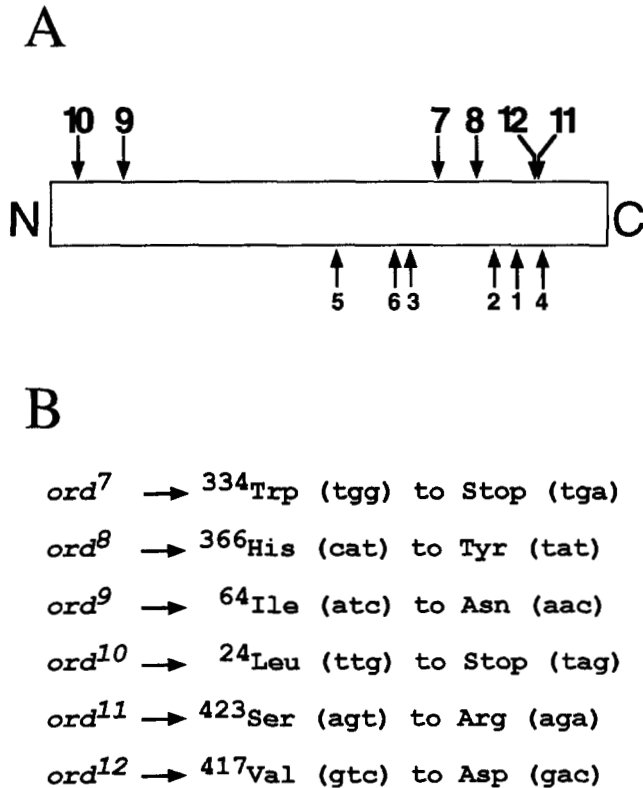 A
10 9 7 8 12 11
N C
5 6 3 2 1 4
B
ord⁷ → ³³⁴Trp (tgg) to Stop (tga)
ord⁸ → ³⁶⁶His (cat) to Tyr (tat)
ord⁹ → ⁶⁴Ile (atc) to Asn (aac)
ord¹⁰ → ²⁴Leu (ttg) to Stop (tag)
ord¹¹ → ⁴²³Ser (agt) to Arg (aga)
ord¹² → ⁴¹⁷Val (gtc) to Asp (gac)